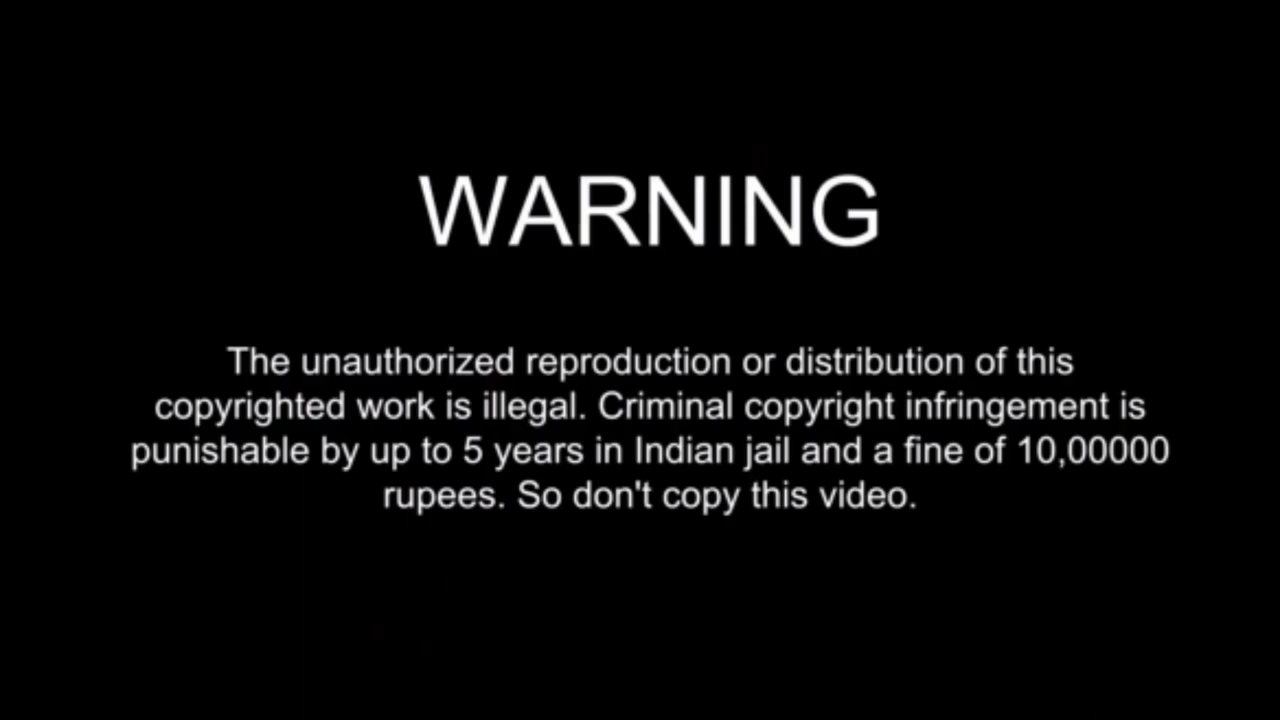 WARNING
The unauthorized reproduction or distribution of this
copyrighted work is illegal. Criminal copyright infringement is
punishable by up to 5 years in Indian jail and a fine of 10,00000
rupees. So don't copy this video.